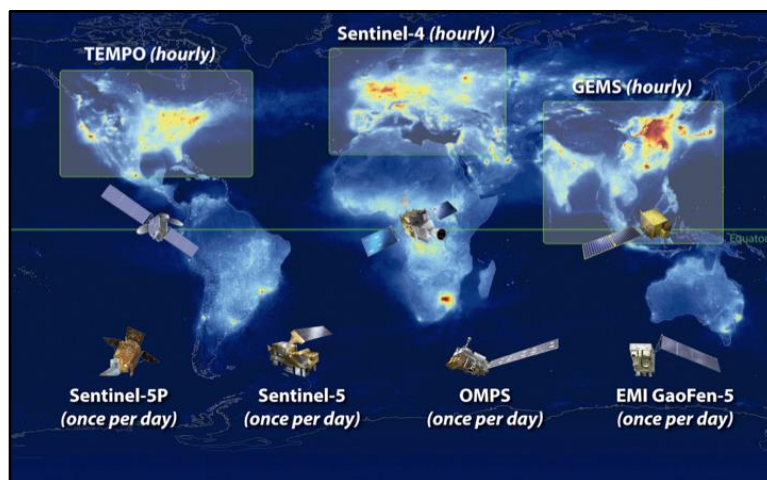 Sentinel-4 (hourly)
TEMPO (hourly)
GEMS (hourly)
Equator
Sentinel-5P
(once per day)
Sentinel-5
(once per day)
OMPS
(once per day)
EMI GaoFen-5
(once per day)